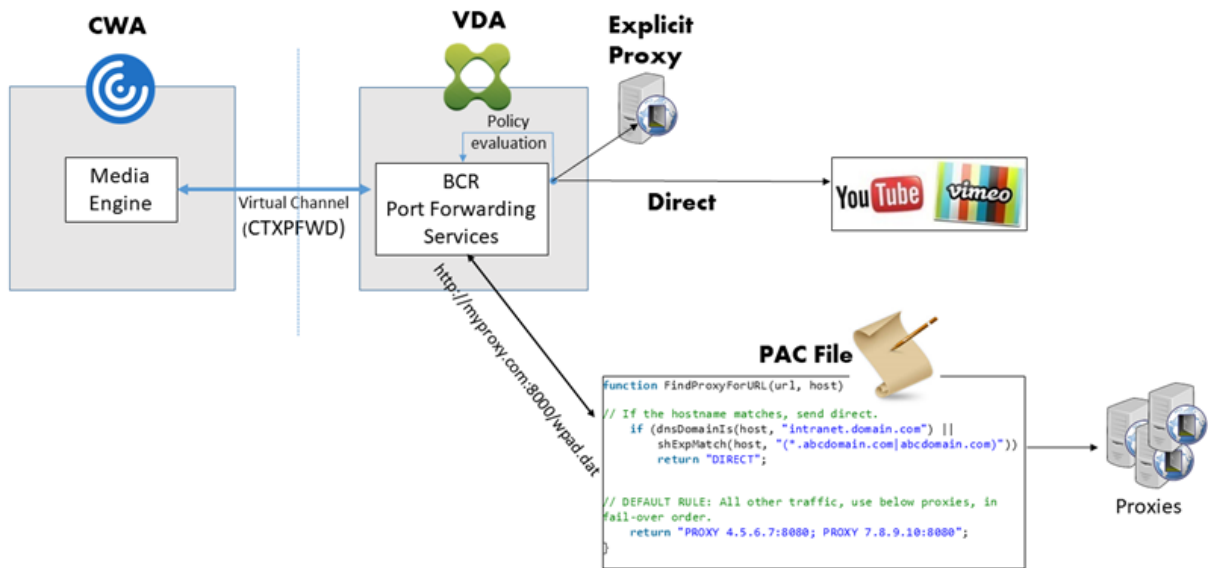 CWA
VDA
Explicit
Proxy
Policy
evaluation
Media
Engine
Virtual Channel
(CTXPFWD)
BCR
Port Forwarding
Services
Direct
YouTube
vimeo
http://myproxy.com:8000/wpad.dat
PAC File
function FindProxyForURL(url, host)
// If the hostname matches, send direct.
if (dnsDomainIs(host, "intranet.domain.com") ||
shExpMatch(host, "(*.abcdomain.com|abcdomain.com)"))
return "DIRECT";
// DEFAULT RULE: All other traffic, use below proxies, in
fail-over order.
return "PROXY 4.5.6.7:8080; PROXY 7.8.9.10:8080";
}
Proxies